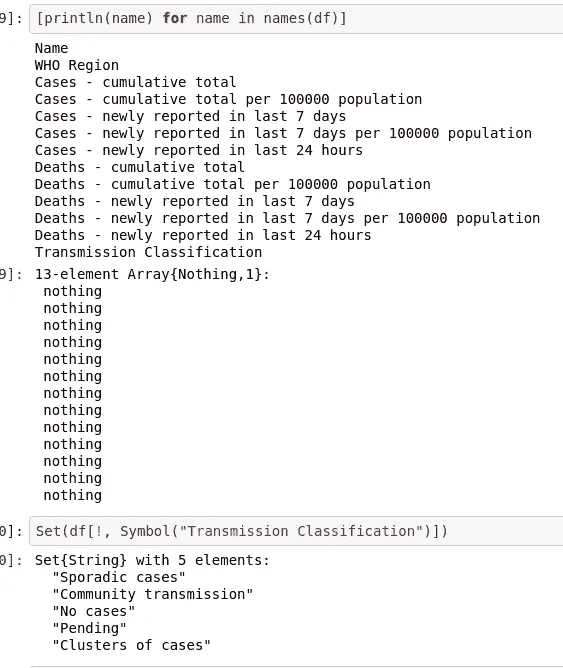 9]: [println(name) for name in names(df)]
Name
WHO Region
Cases - cumulative total
Cases - cumulative total per 100000 population
Cases - newly reported in last 7 days
Cases - newly reported in last 7 days per 100000 population
Cases - newly reported in last 24 hours
Deaths - cumulative total
Deaths - cumulative total per 100000 population
Deaths - newly reported in last 7 days
Deaths - newly reported in last 7 days per 100000 population
Deaths - newly reported in last 24 hours
Transmission Classification
9]: 13-element Array{Nothing,1}:
nothing
nothing
nothing
nothing
nothing
nothing
nothing
nothing
nothing
nothing
nothing
nothing
nothing
0]: Set(df[!, Symbol("Transmission Classification")])
0]: Set{String} with 5 elements:
"Sporadic cases"
"Community transmission"
"No cases"
"Pending"
"Clusters of cases"